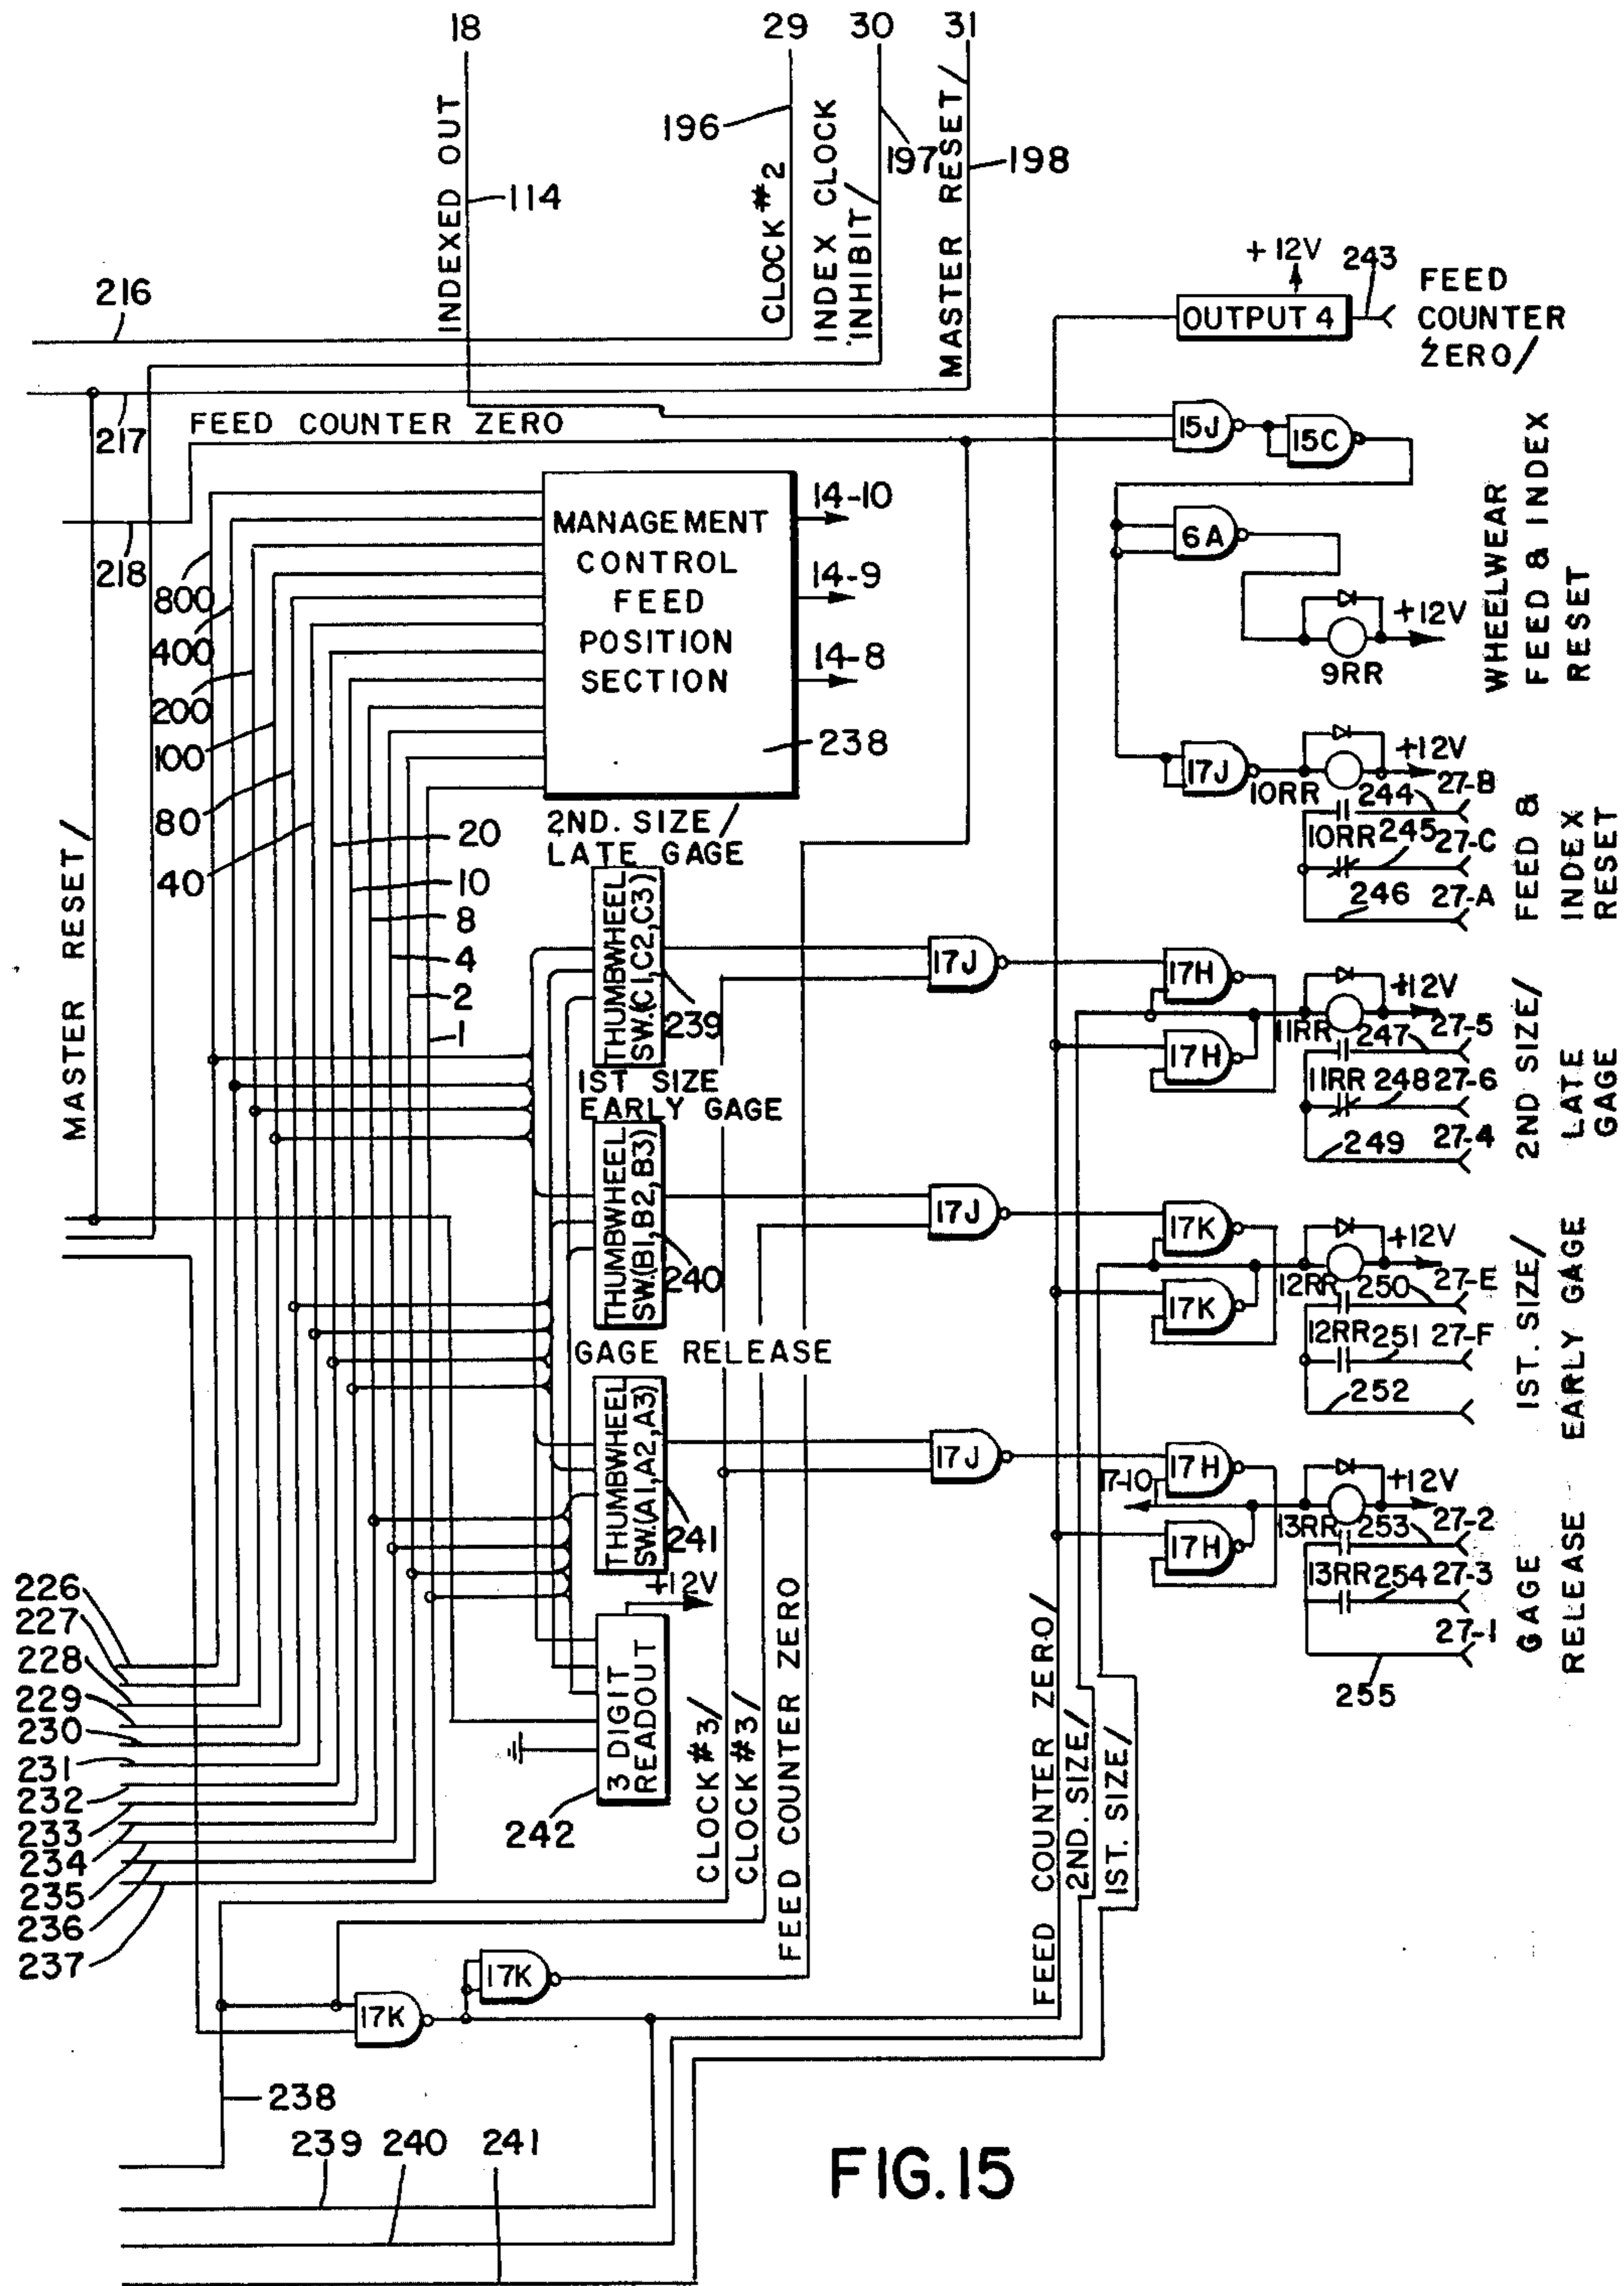 18
29
30
31
INDEXED OUT
114
196
CLOCK #2
INDEX CLOCK
INHIBIT/
197
MASTER RESET/
198
216
217
FEED COUNTER ZERO
218
+12V
243
OUTPUT 4
FEED
COUNTER
ZERO/
15J
15C
6A
+12V
9RR
WHEELWEAR
FEED & INDEX
RESET
MANAGEMENT
CONTROL
FEED
POSITION
SECTION
238
14-10
14-9
14-8
800
400
200
100
80
40
20
10
8
4
2
1
MASTER RESET/
17J
10RR
+12V
244
27-B
10RR
245
27-C
246
27-A
FEED &
INDEX
RESET
2ND. SIZE/
LATE GAGE
THUMBWHEEL
SW.(C1,C2,C3)
239
17J
17H
17H
11RR
+12V
247
27-5
11RR
248
27-6
249
27-4
2ND SIZE/
LATE
GAGE
1ST SIZE
EARLY GAGE
THUMBWHEEL
SW.(B1,B2,B3)
240
17J
17K
17K
12RR
+12V
250
27-E
12RR
251
27-F
252
1ST. SIZE/
EARLY GAGE
GAGE RELEASE
THUMBWHEEL
SW.(A1,A2,A3)
241
17J
17-10
17H
17H
13RR
+12V
253
27-2
13RR
254
27-3
27-1
255
GAGE
RELEASE
+12V
3 DIGIT
READOUT
242
226
227
228
229
230
231
232
233
234
235
236
237
CLOCK #3/
CLOCK #3/
FEED COUNTER ZERO
FEED COUNTER ZERO/
2ND. SIZE/
1ST. SIZE/
17K
17K
238
239
240
241
FIG.15